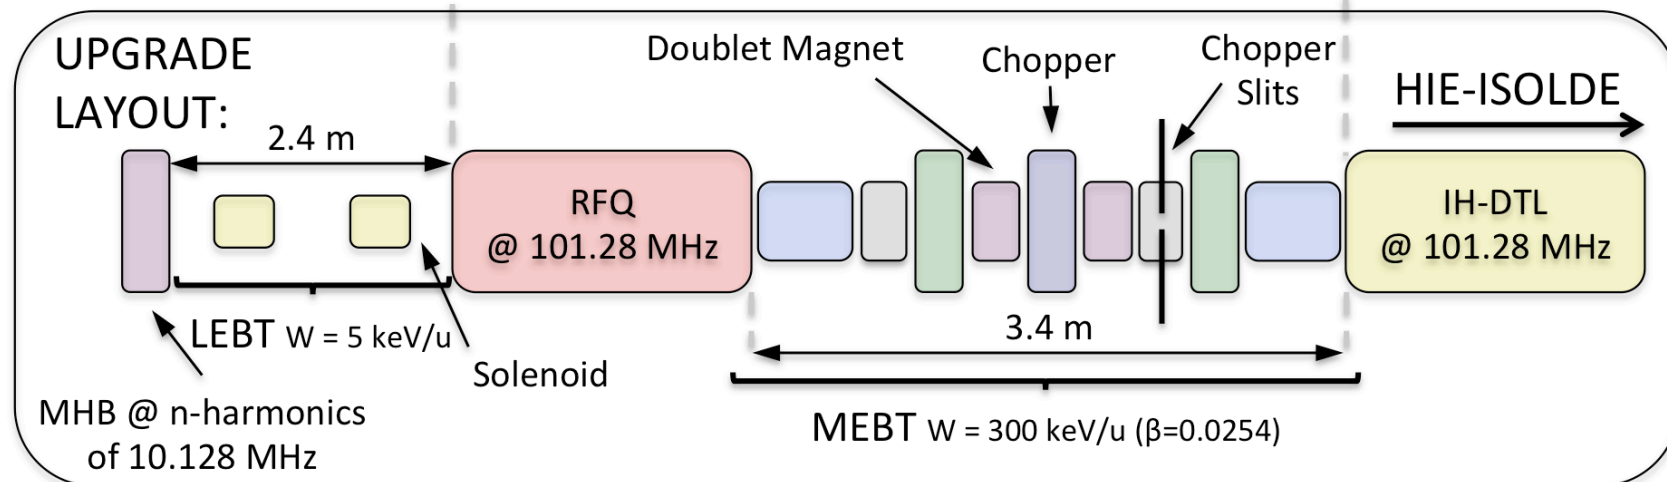 UPGRADE
LAYOUT:
2.4 m
Doublet Magnet
Chopper
Chopper
Slits
HIE-ISOLDE
RFQ
@ 101.28 MHz
IH-DTL
@ 101.28 MHz
LEBT W = 5 keV/u
Solenoid
3.4 m
MHB @ n-harmonics
of 10.128 MHz
MEBT W = 300 keV/u (β=0.0254)